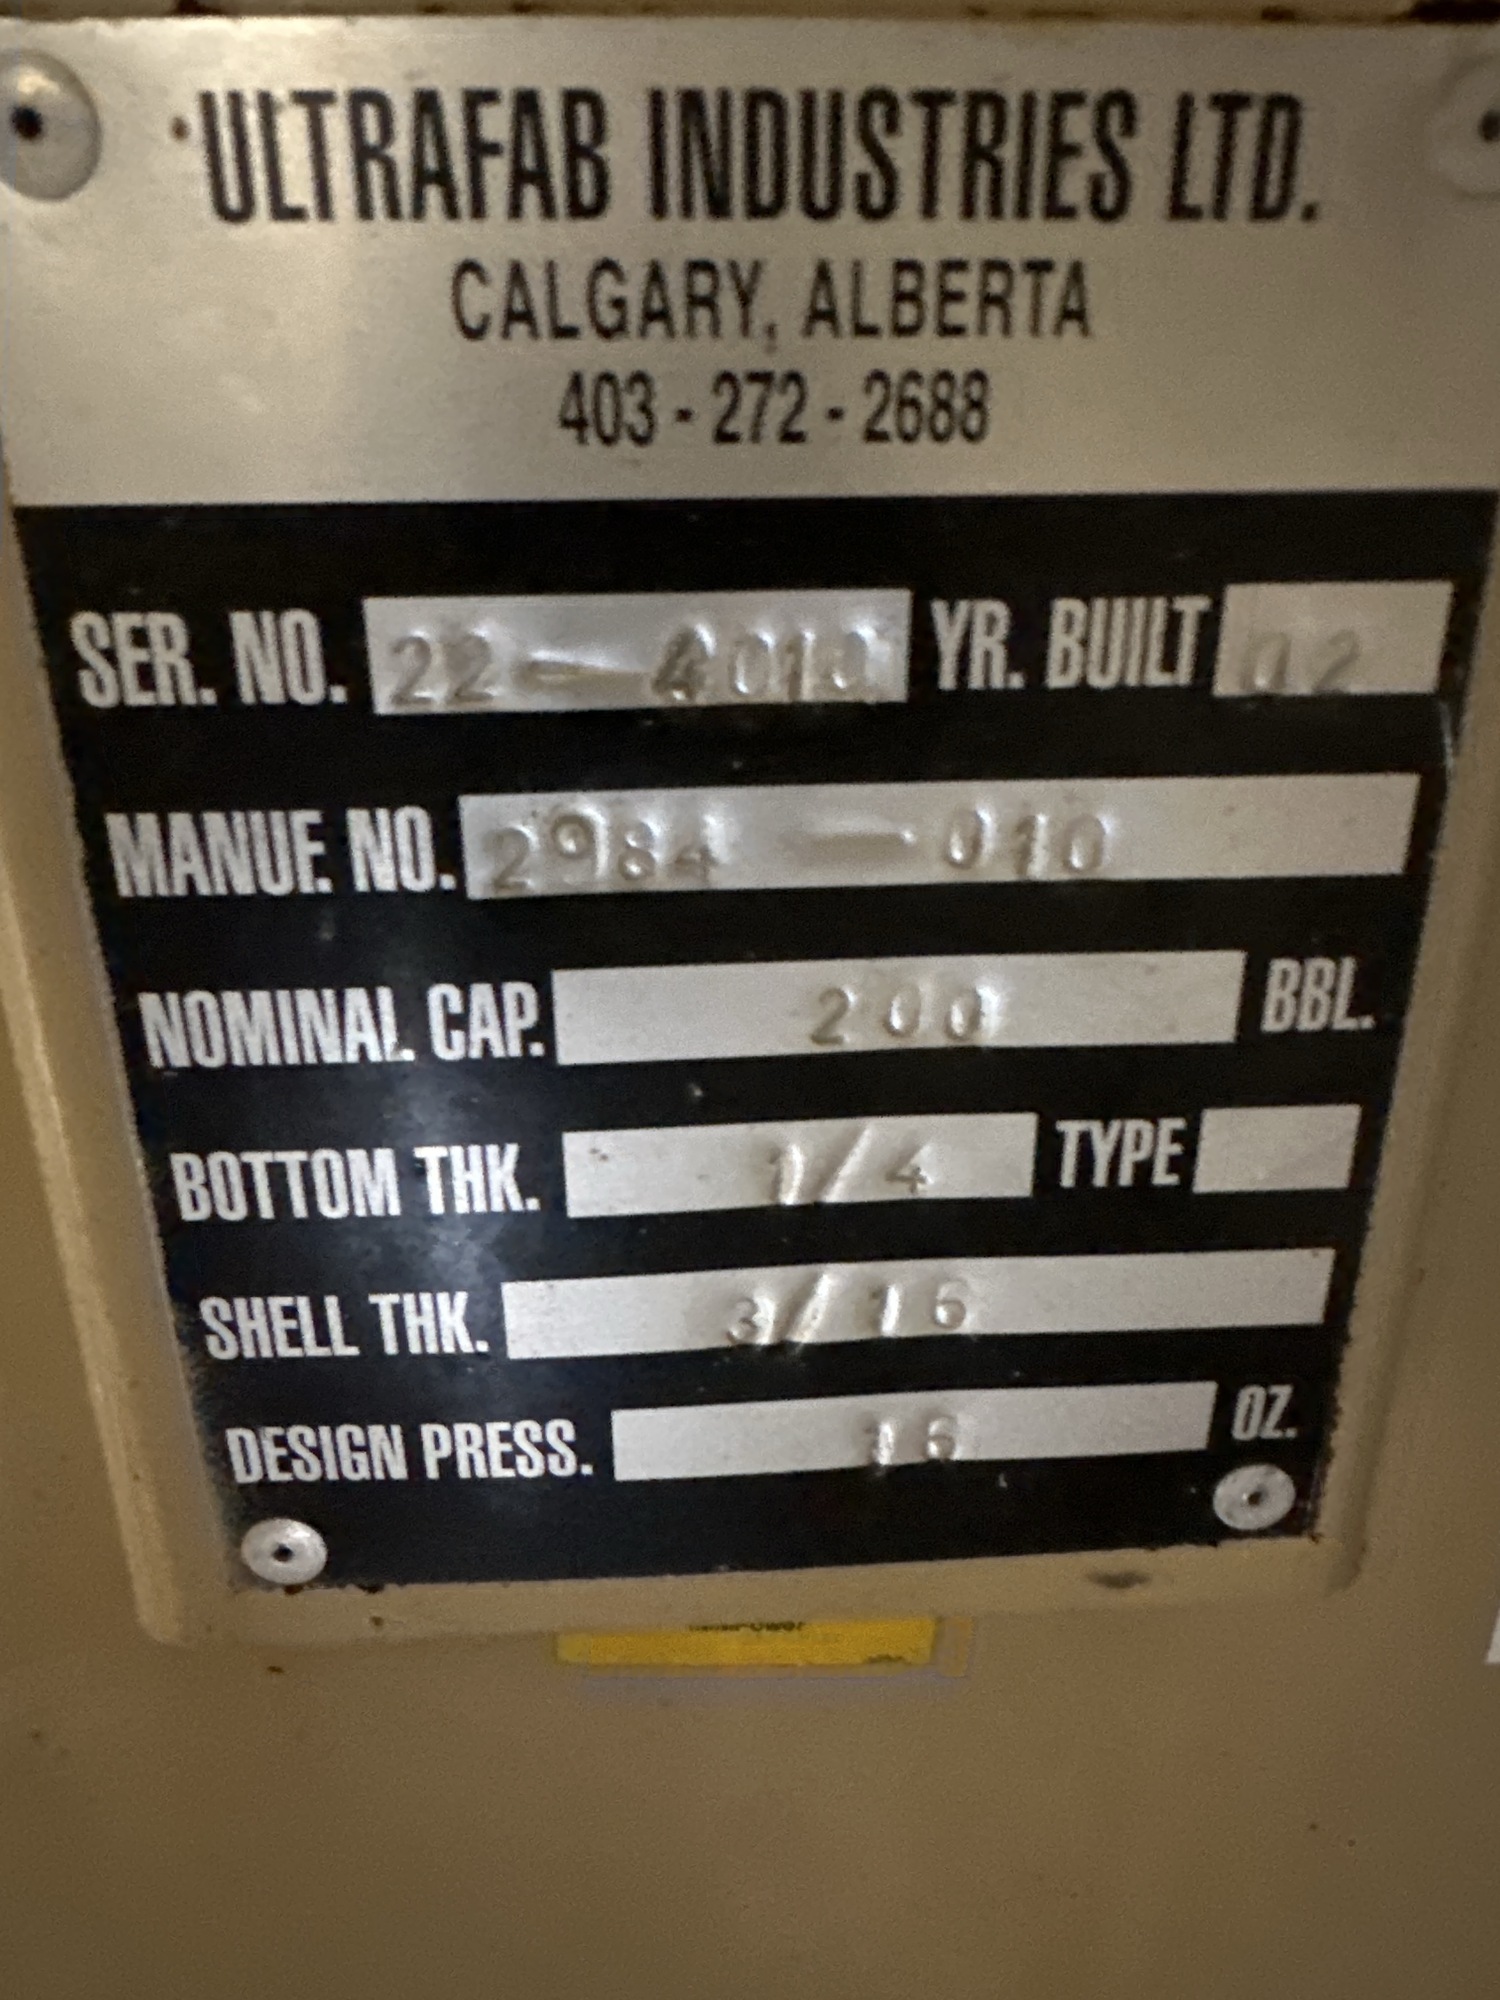 ULTRAFAB INDUSTRIES LTD.
CALGARY, ALBERTA
403 - 272 - 2688
SER. NO. 22 - 4010 YR. BUILT 02
MANUF. NO. 2984 - 010
NOMINAL CAP. 200 BBL.
BOTTOM THK. 1/4 TYPE
SHELL THK. 3/16
DESIGN PRESS. 16 OZ.